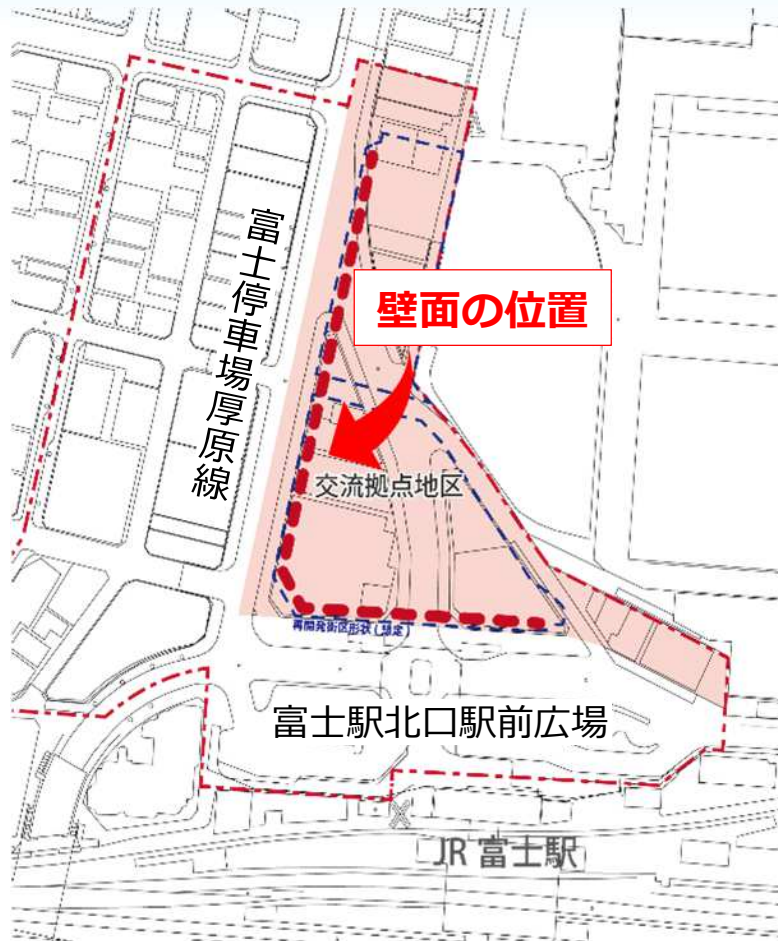 富士停車場厚原線
壁面の位置
交流拠点地区
再開発街区形状(想定)
富士駅北口駅前広場
JR 富士駅